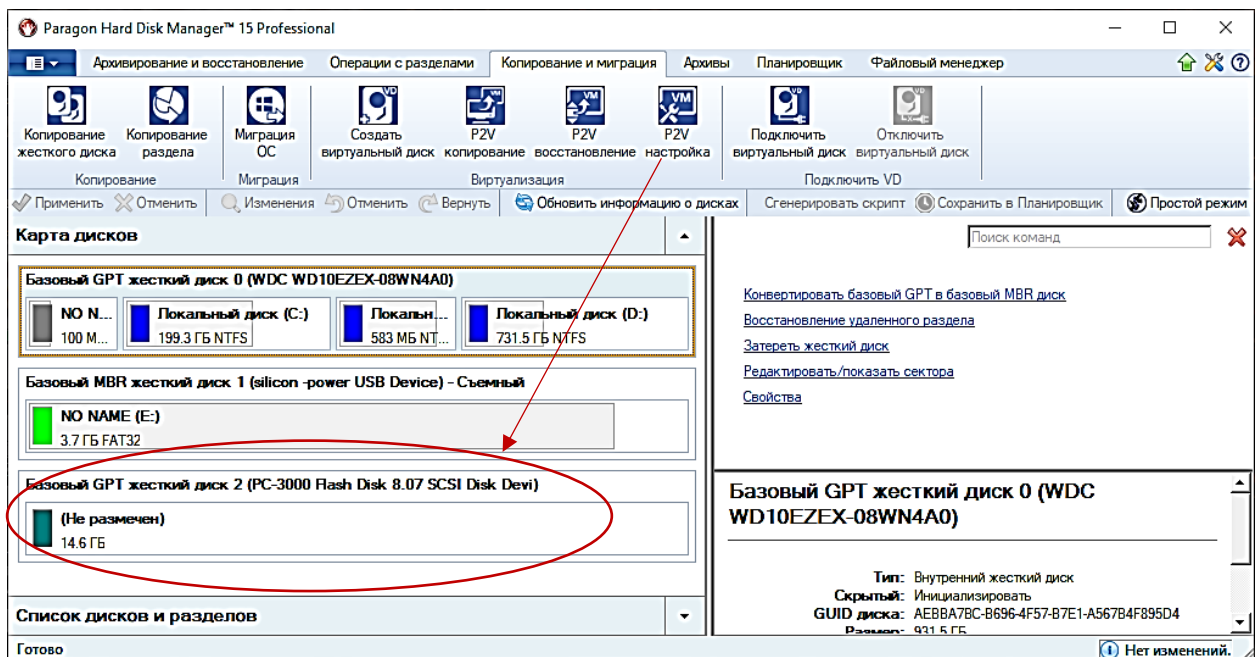 Paragon Hard Disk Manager™ 15 Professional
Архивирование и восстановление Операции с разделами Копирование и миграция Архивы Планировщик Файловый менеджер
Копирование жесткого диска
Копирование раздела
Миграция ОС
Создать виртуальный диск
P2V копирование
P2V восстановление
P2V настройка
Подключить виртуальный диск
Отключить виртуальный диск
Копирование Миграция Виртуализация Подключить VD
Применить Отменить Изменения Отменить Вернуть Обновить информацию о дисках Сгенерировать скрипт Сохранить в Планировщик Простой режим
Карта дисков
Поиск команд
Базовый GPT жесткий диск 0 (WDC WD10EZEX-08WN4A0)
NO N... Локальный диск (C:) Локальн... Локальный диск (D:)
100 М... 199.3 ГБ NTFS 583 МБ NT... 731.5 ГБ NTFS
Базовый MBR жесткий диск 1 (silicon -power USB Device) - Съемный
NO NAME (E:)
3.7 ГБ FAT32
Базовый GPT жесткий диск 2 (PC-3000 Flash Disk 8.07 SCSI Disk Devi)
(Не размечен)
14.6 ГБ
Список дисков и разделов
Конвертировать базовый GPT в базовый MBR диск
Восстановление удаленного раздела
Затереть жесткий диск
Редактировать/показать сектора
Свойства
Базовый GPT жесткий диск 0 (WDC
WD10EZEX-08WN4A0)
Тип: Внутренний жесткий диск
Скрытый: Инициализировать
GUID диска: AEBBA7BC-B696-4F57-B7E1-A567B4F895D4
Размер: 931.5 ГБ
Готово
Нет изменений.